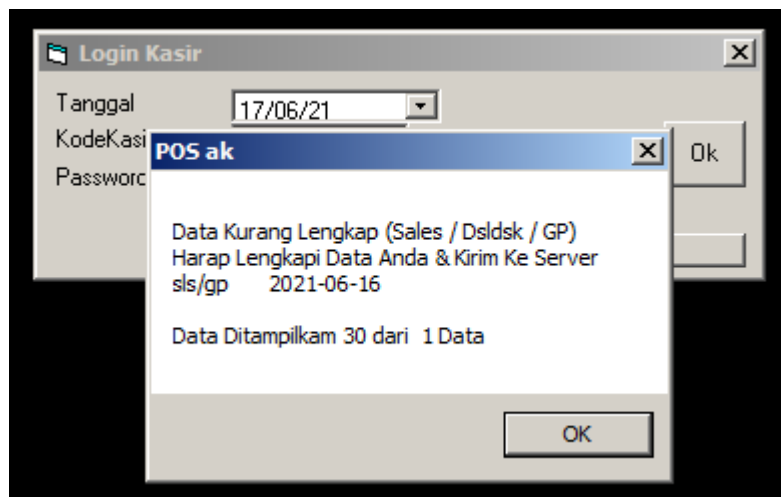 Login Kasir
Tanggal 17/06/21
KodeKasi
Ok
POS ak
Data Kurang Lengkap (Sales / Dsldsk / GP)
Harap Lengkapi Data Anda & Kirim Ke Server
sls/gp 2021-06-16
Data Ditampilkam 30 dari 1 Data
OK